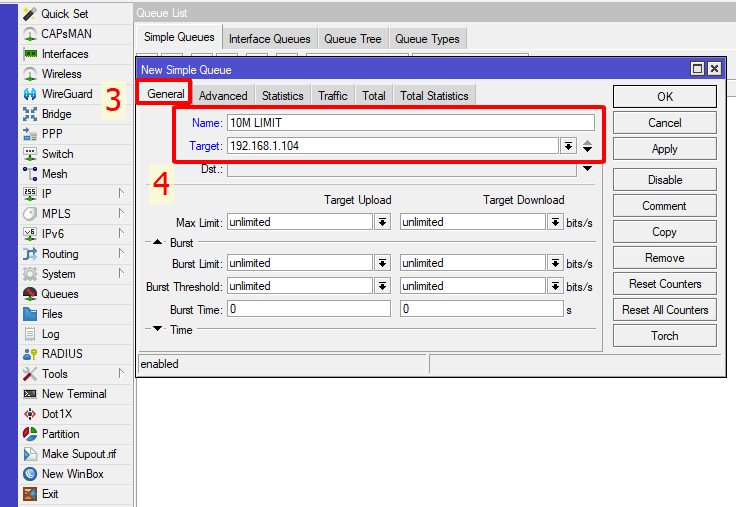 Quick Set
CAPsMAN
Interfaces
Wireless
WireGuard
Bridge
PPP
Switch
Mesh
IP
MPLS
IPv6
Routing
System
Queues
Files
Log
RADIUS
Tools
New Terminal
Dot1X
Partition
Make Supout.rif
New WinBox
Exit
Queue List
Simple Queues Interface Queues Queue Tree Queue Types
New Simple Queue
3
General Advanced Statistics Traffic Total Total Statistics
Name: 10M LIMIT
Target: 192.168.1.104
4
Dst.:
Target Upload Target Download
Max Limit: unlimited unlimited bits/s
Burst
Burst Limit: unlimited unlimited bits/s
Burst Threshold: unlimited unlimited bits/s
Burst Time: 0 0 s
Time
enabled
OK
Cancel
Apply
Disable
Comment
Copy
Remove
Reset Counters
Reset All Counters
Torch